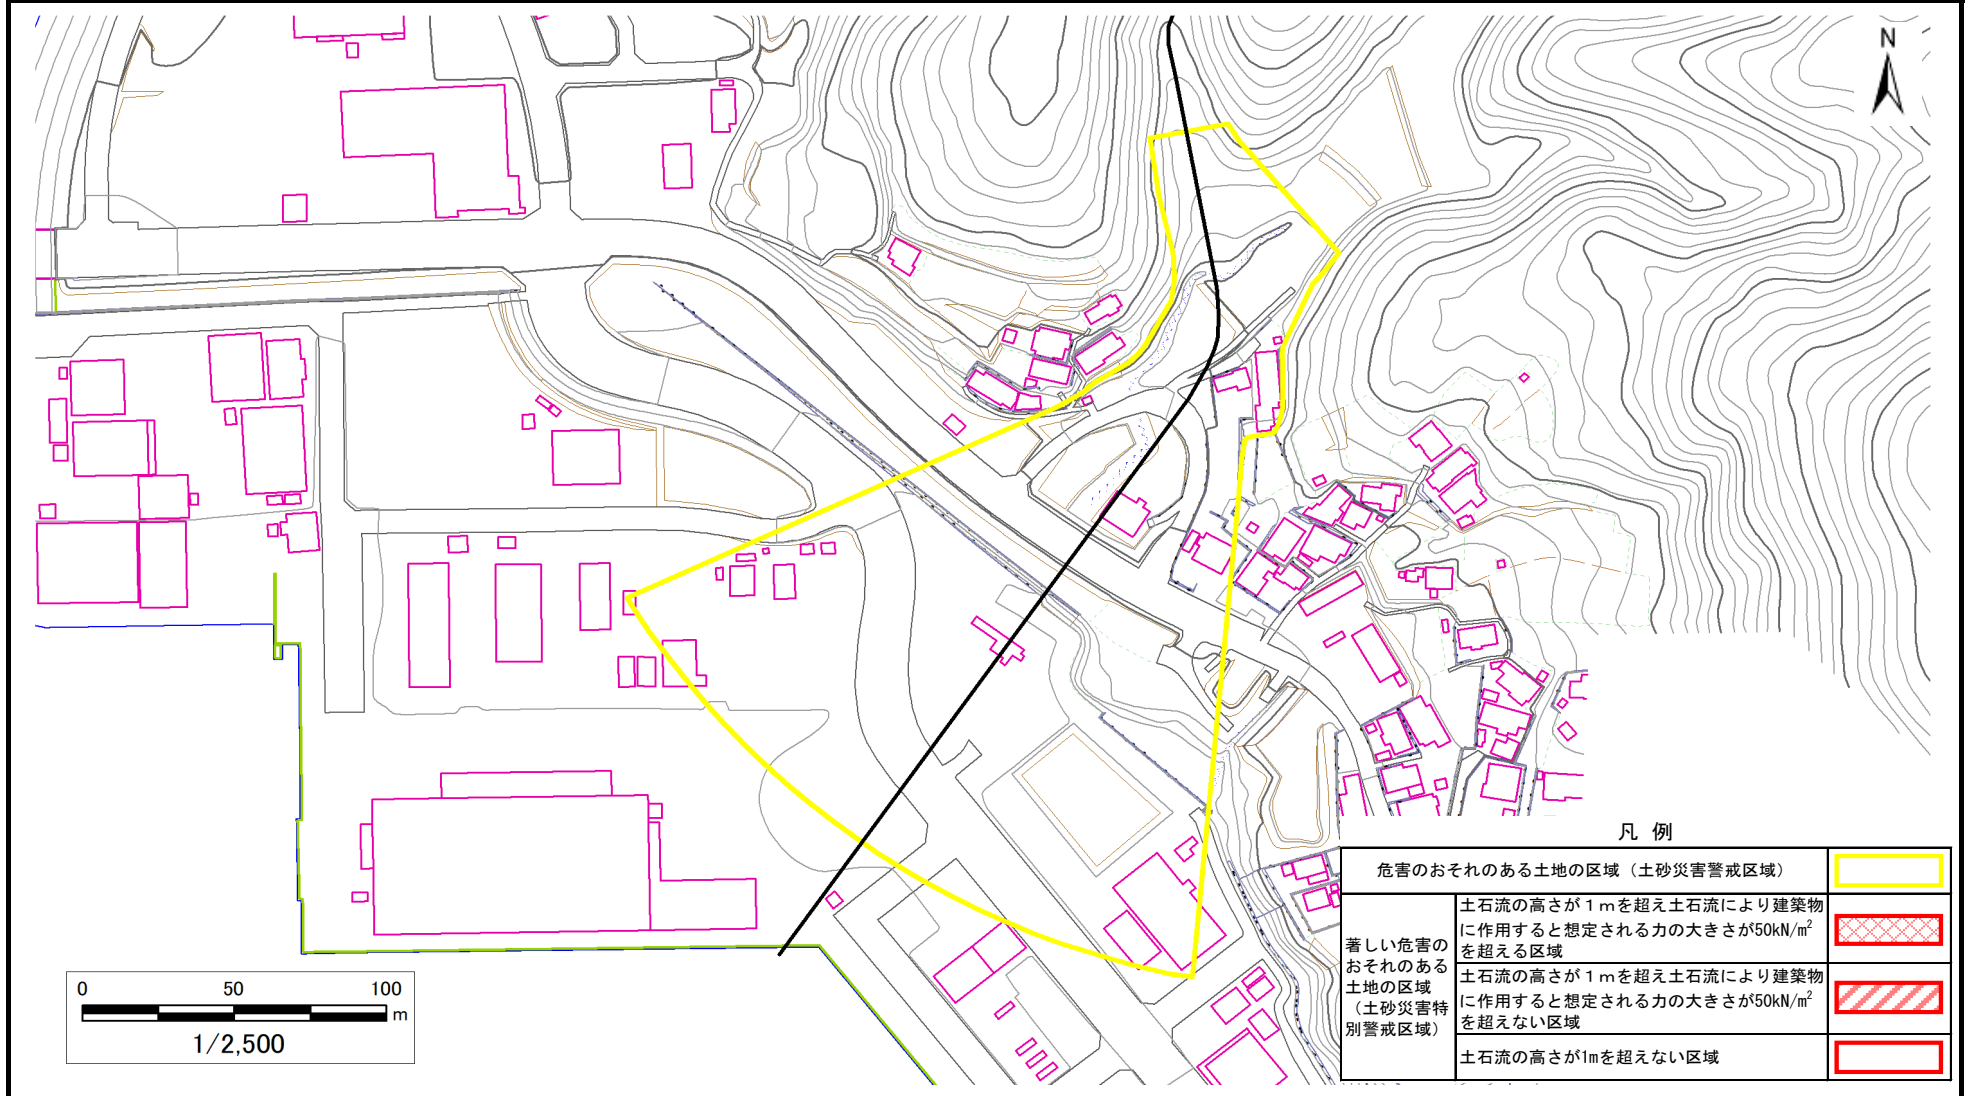 N
凡 例
危害のおそれのある土地の区域（土砂災害警戒区域）
著しい危害の
おそれのある
土地の区域
（土砂災害特
別警戒区域）
土石流の高さが１ｍを超え土石流により建築物
に作用すると想定される力の大きさが50kN/m²
を超える区域
土石流の高さが１ｍを超え土石流により建築物
に作用すると想定される力の大きさが50kN/m²
を超えない区域
土石流の高さが1mを超えない区域
0 50 100
m
1/2,500